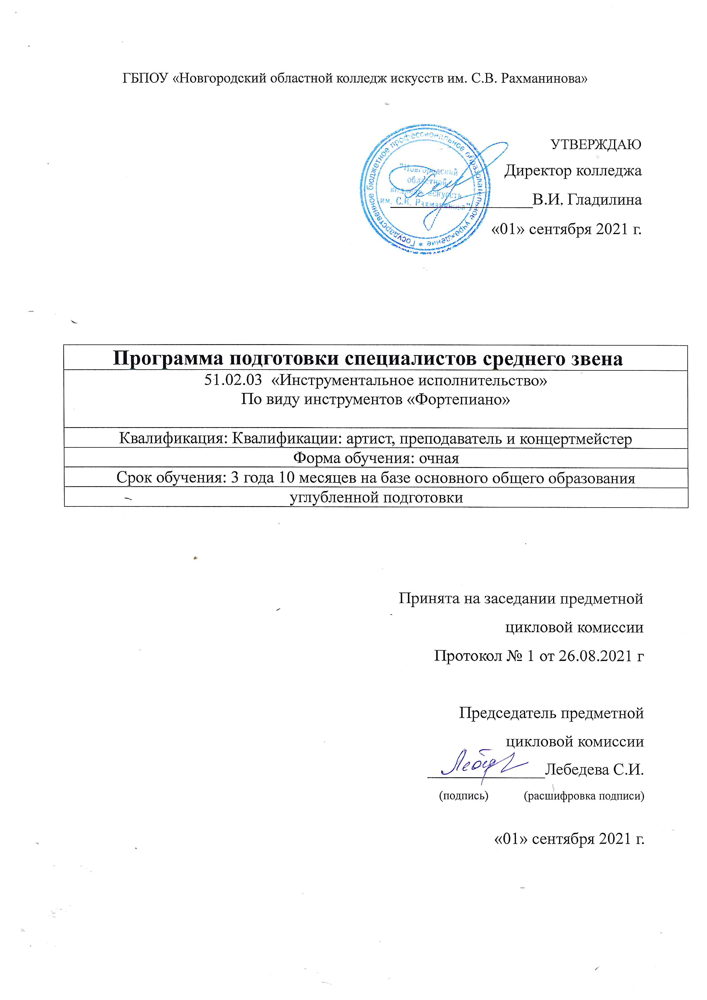 ГБПОУ «Новгородский областной колледж искусств им. С.В. Рахманинова»
УТВЕРЖДАЮ
Директор колледжа
В.И. Гладилина
«01» сентября 2021 г.
Государственное бюджетное профессиональное образовательное учреждение *
"Новгородский
областной
колледж искусств
им. С.В. Рахманинова"
Программа подготовки специалистов среднего звена
51.02.03 «Инструментальное исполнительство»
По виду инструментов «Фортепиано»
Квалификация: Квалификации: артист, преподаватель и концертмейстер
Форма обучения: очная
Срок обучения: 3 года 10 месяцев на базе основного общего образования
углубленной подготовки
Принята на заседании предметной
цикловой комиссии
Протокол № 1 от 26.08.2021 г
Председатель предметной
цикловой комиссии
Лебедева С.И.
(подпись) (расшифровка подписи)
«01» сентября 2021 г.